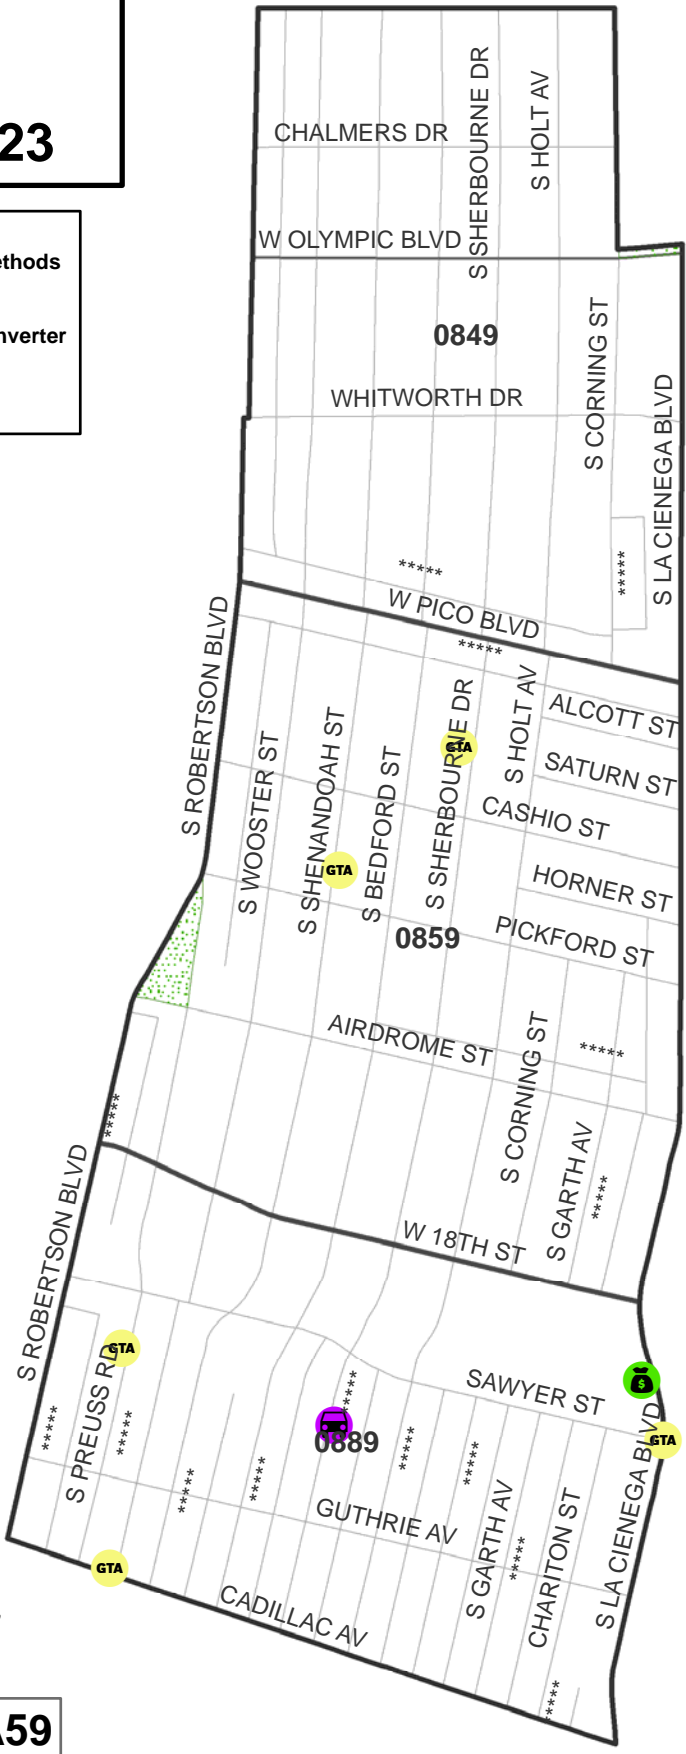 23
ethods
nverter
CHALMERS DR
S SHERBOURNE DR
S HOLT AV
W OLYMPIC BLVD
0849
S CORNING ST
WHITWORTH DR
S LA CIENEGA BLVD
*****
*****
W PICO BLVD
*****
S ROBERTSON BLVD
ALCOTT ST
S HOLT AV
S SHERBOURNE DR
GTA
S WOOSTER ST
S SHENANDOAH ST
S BEDFORD ST
SATURN ST
CASHIO ST
GTA
HORNER ST
0859
PICKFORD ST
AIRDROME ST
S CORNING ST
*****
*****
S GARTH AV
*****
S ROBERTSON BLVD
W 18TH ST
GTA
S PREUSS RD
$
*****
SAWYER ST
S LA CIENEGA BLVD
GTA
*****
*****
0889
*****
*****
*****
*****
GUTHRIE AV
S GARTH AV
*****
CHARITON ST
GTA
CADILLAC AV
*****
A59